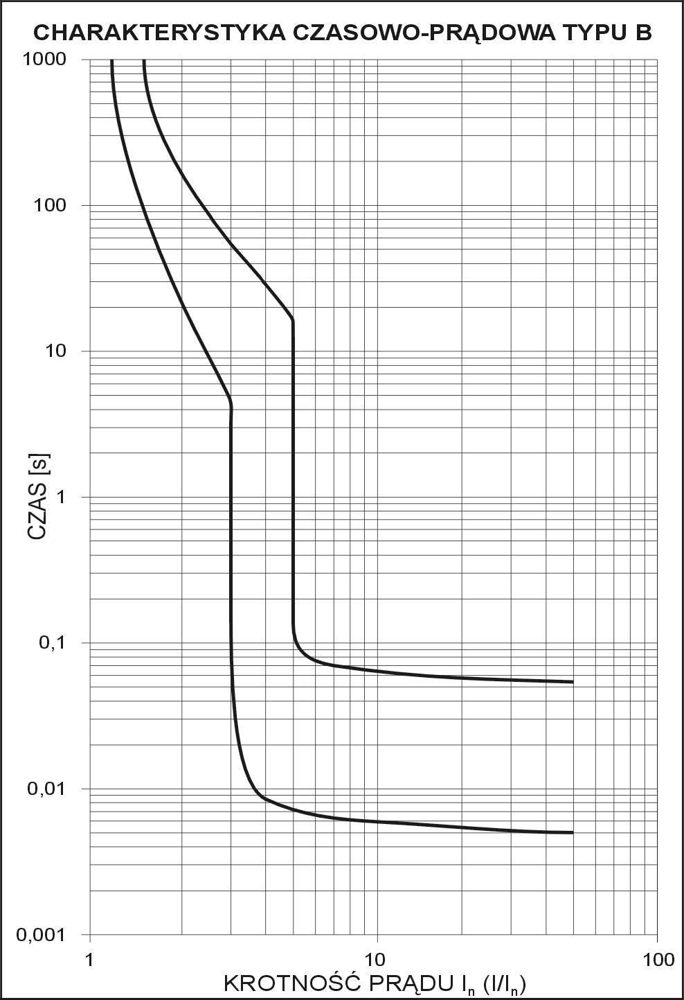 CHARAKTERYSTYKA CZASOWO-PRĄDOWA TYPU B
1000
100
10
1
0,1
0,01
0,001
CZAS [s]
1 10 100
KROTNOŚĆ PRĄDU In (I/In)